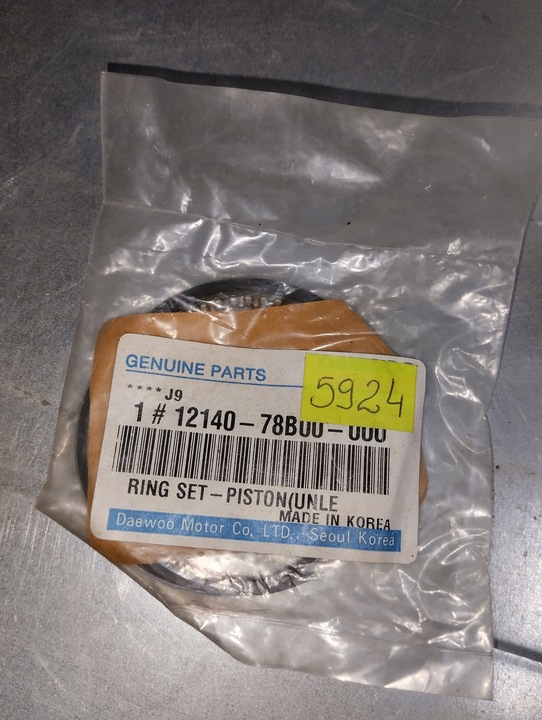 GENUINE PARTS
5924
****J9
1 # 12140-78B00-000
RING SET-PISTON(UNLE
MADE IN KOREA
Daewoo Motor Co. LTD., Seoul Korea